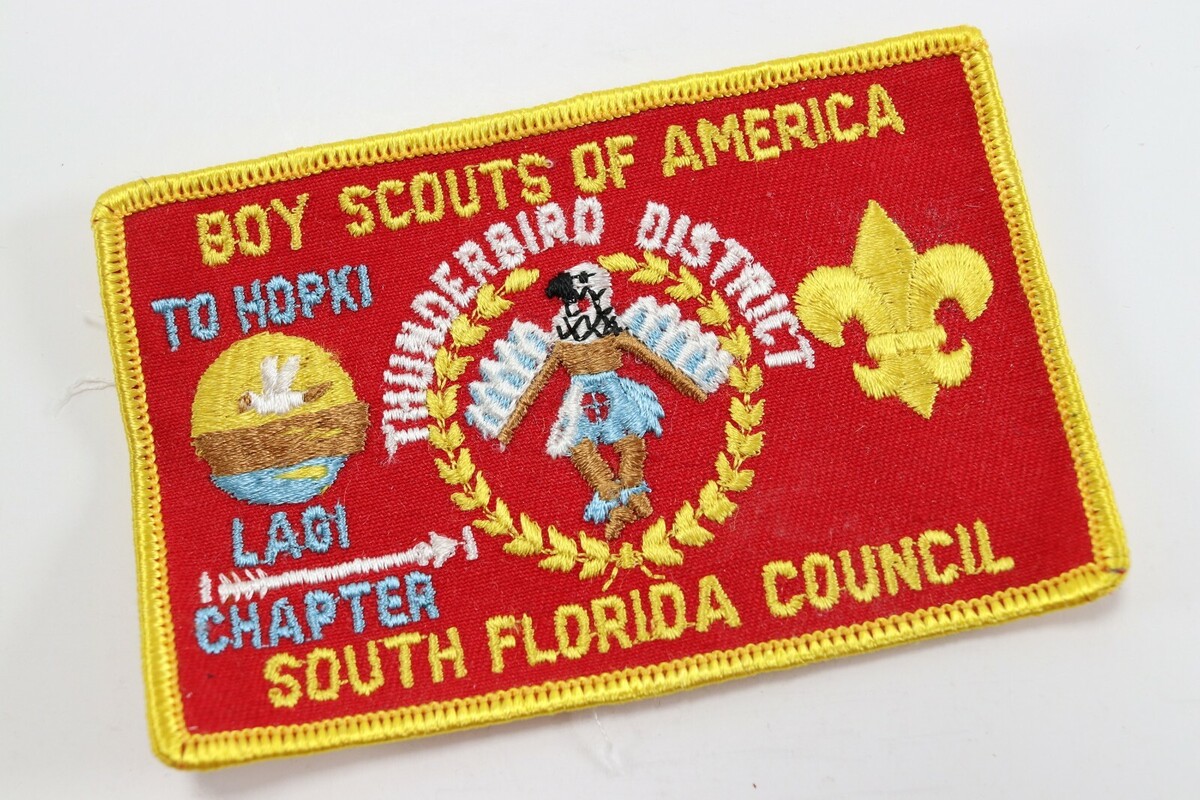 BOY SCOUTS OF AMERICA
THUNDERBIRD DISTRICT
TO HOPKI
LAGI
CHAPTER
SOUTH FLORIDA COUNCIL